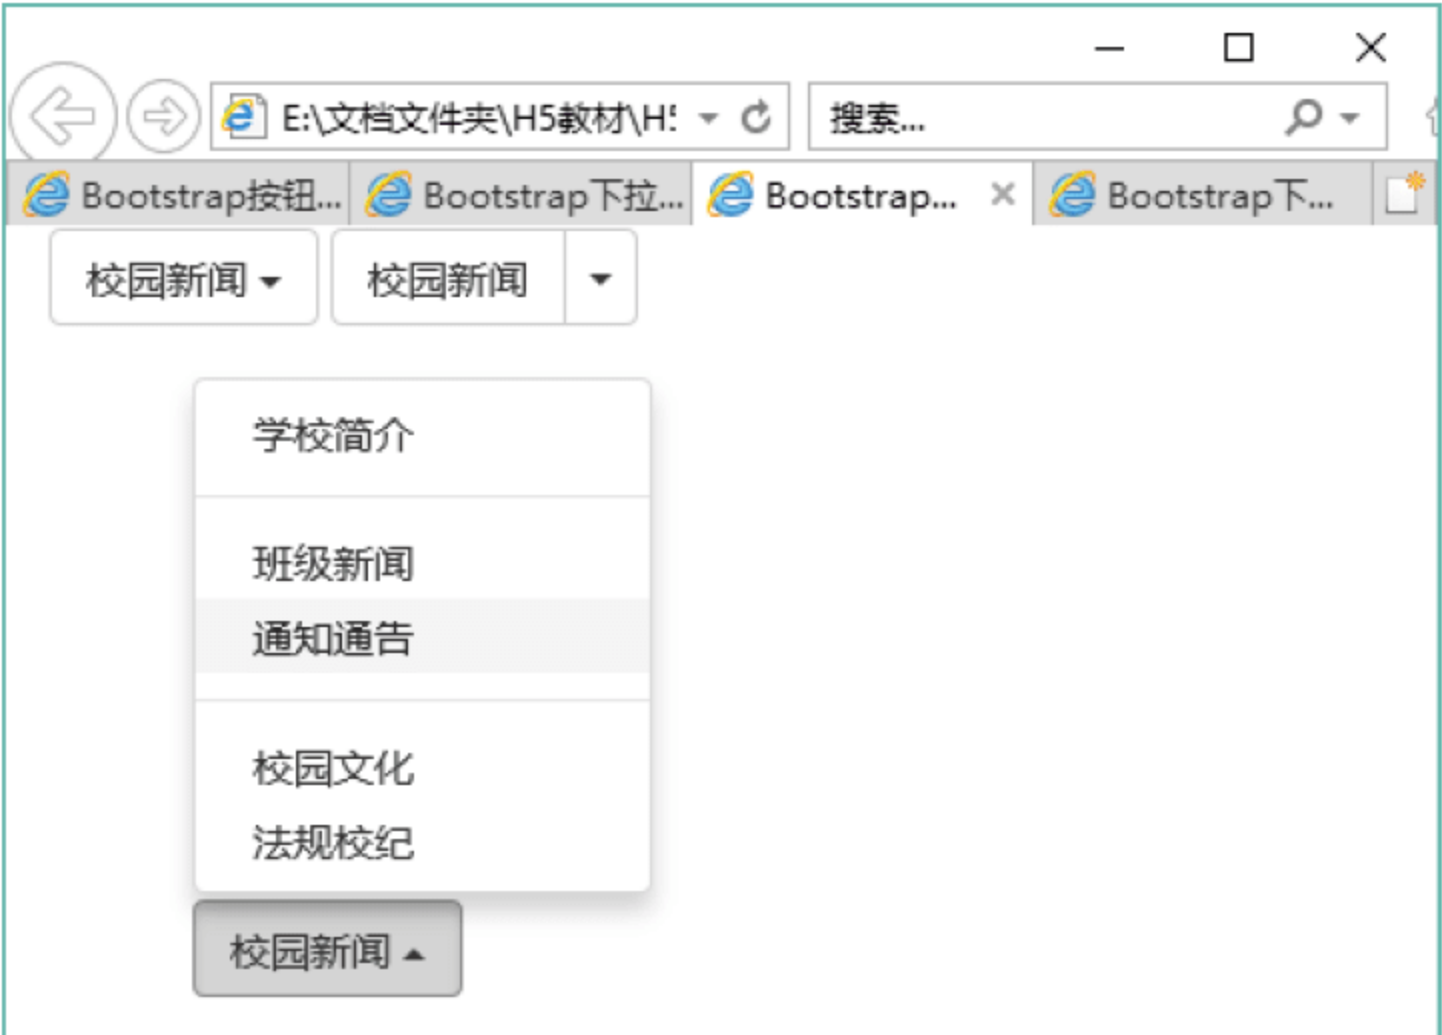 E:\文档文件夹\H5教材\H5
搜索...
Bootstrap按钮...
Bootstrap下拉...
Bootstrap...
Bootstrap下...
校园新闻
校园新闻
学校简介
班级新闻
通知通告
校园文化
法规校纪
校园新闻